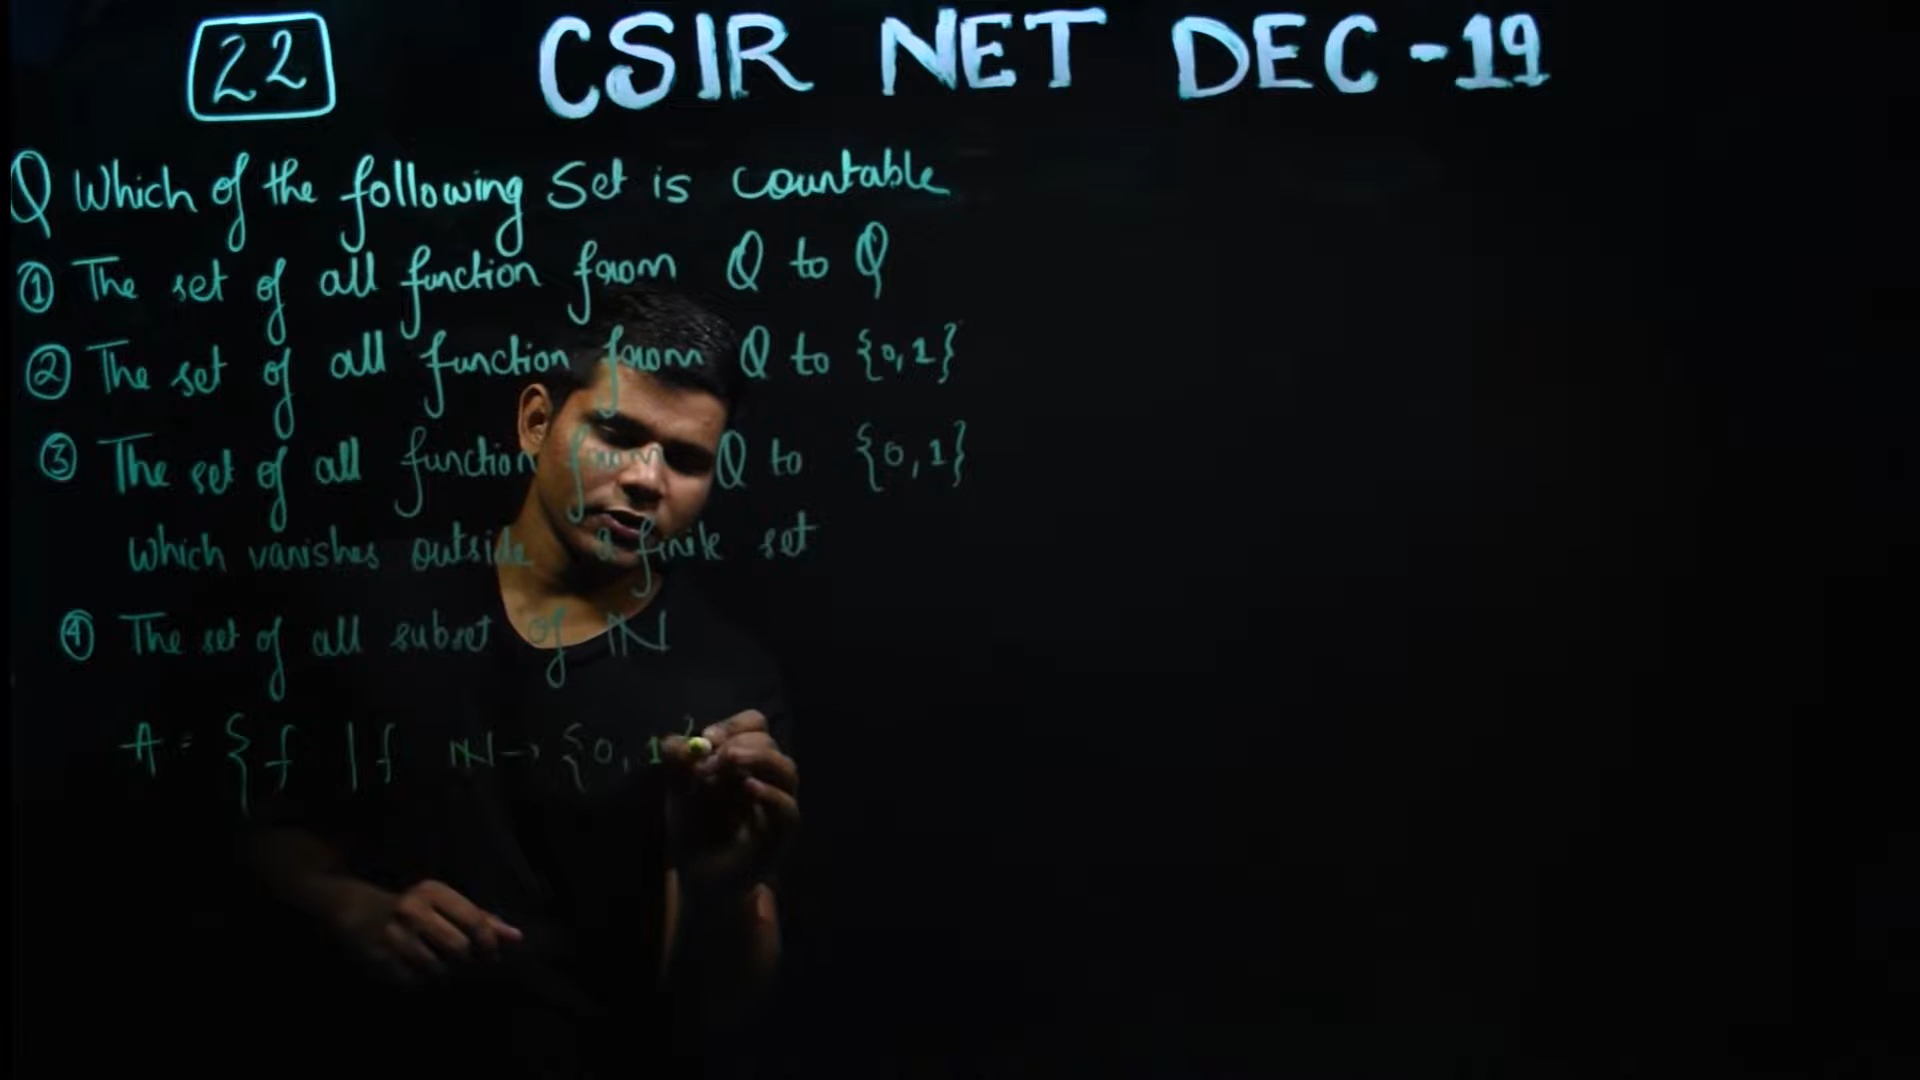 22 CSIR NET DEC-19
Q Which of the following Set is countable
① The set of all function from Q to Q
② The set of all function from Q to {0,1}
③ The set of all function from Q to {0,1}
which vanishes outside a finite set
④ The set of all subset of ℕ
A = { f | f ℕ → {0, 1}